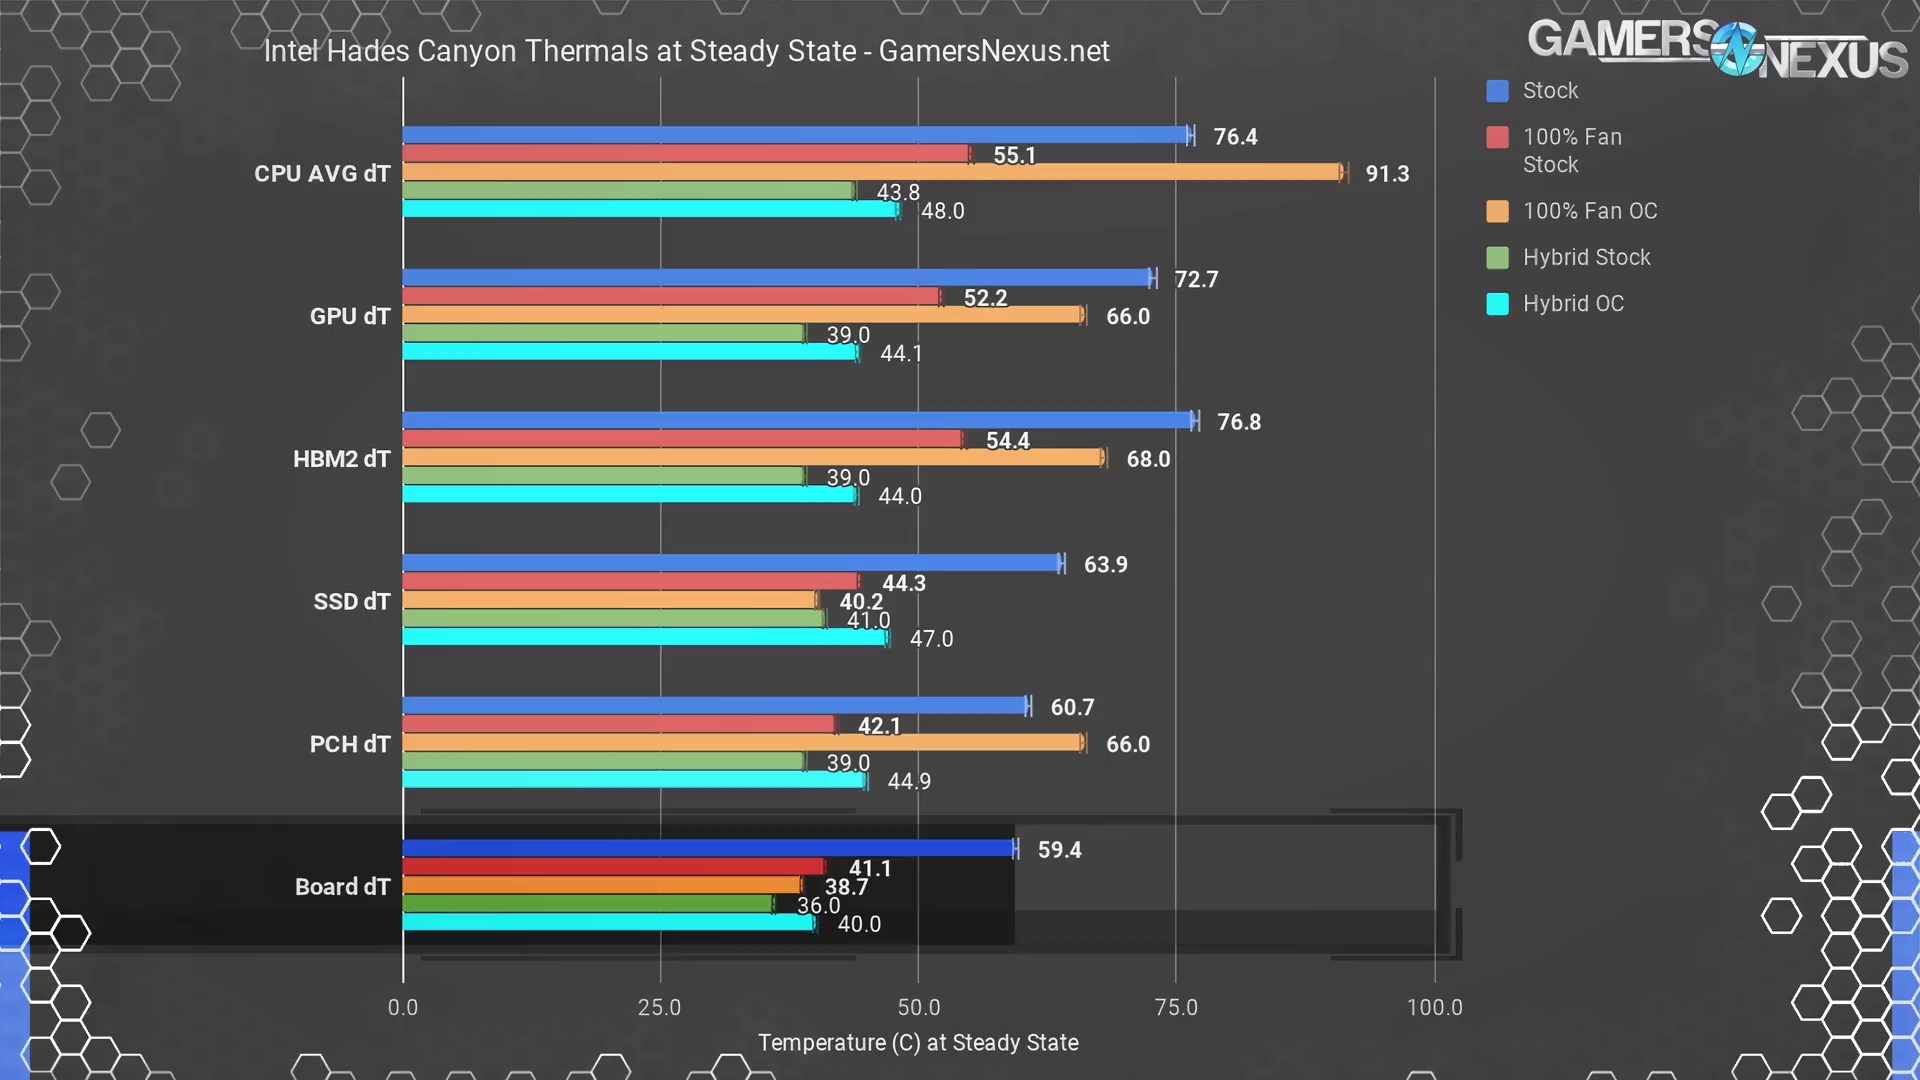 Intel Hades Canyon Thermals at Steady State - GamersNexus.net
GAMERS NEXUS
Stock
100% Fan
Stock
100% Fan OC
Hybrid Stock
Hybrid OC
CPU AVG dT
76.4
55.1
91.3
43.8
48.0
GPU dT
72.7
52.2
66.0
39.0
44.1
HBM2 dT
76.8
54.4
68.0
39.0
44.0
SSD dT
63.9
44.3
40.2
41.0
47.0
PCH dT
60.7
42.1
66.0
39.0
44.9
Board dT
59.4
41.1
38.7
36.0
40.0
0.0 25.0 50.0 75.0 100.0
Temperature (C) at Steady State